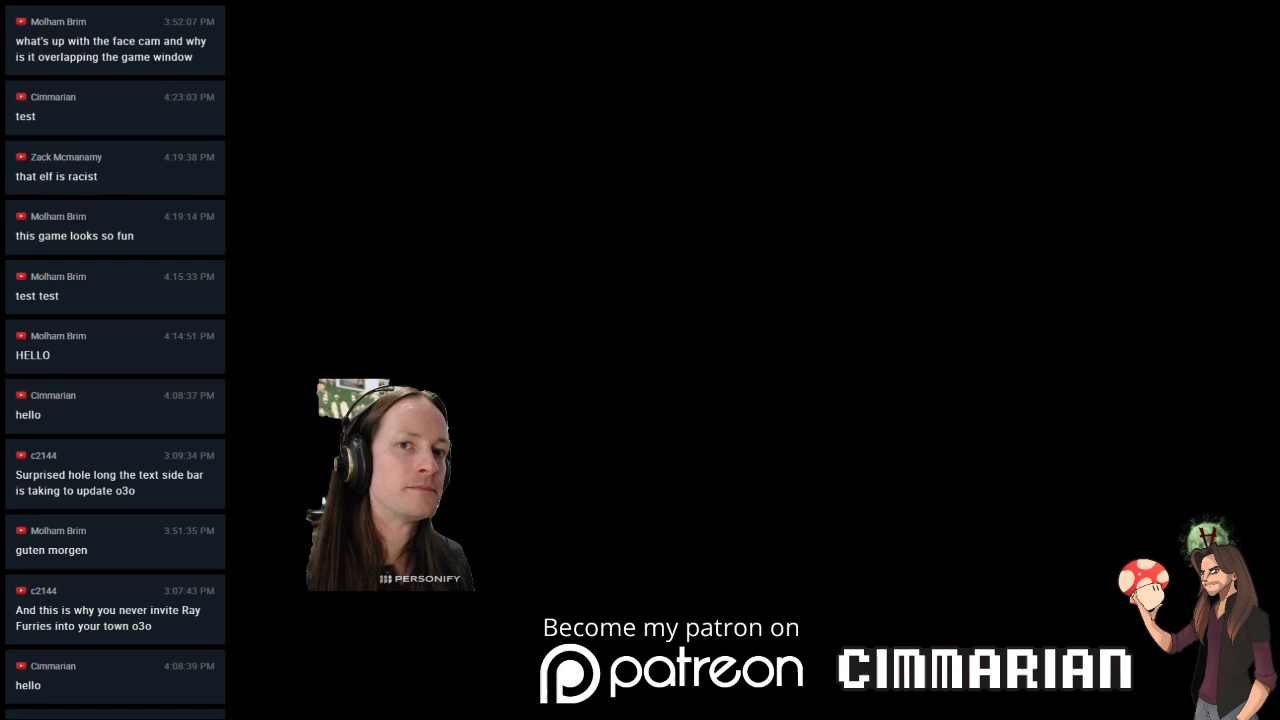 Molham Brim 3:52:07 PM
what's up with the face cam and why
is it overlapping the game window
Cimmarian 4:23:03 PM
test
Zack Mcmanamy 4:19:38 PM
that elf is racist
Molham Brim 4:19:14 PM
this game looks so fun
Molham Brim 4:15:33 PM
test test
Molham Brim 4:14:51 PM
HELLO
Cimmarian 4:08:37 PM
hello
c2144 3:09:34 PM
Surprised hole long the text side bar
is taking to update o3o
Molham Brim 3:51:35 PM
guten morgen
c2144 3:07:43 PM
And this is why you never invite Ray
Furries into your town o3o
Cimmarian 4:08:39 PM
hello
PERSONIFY
Become my patron on
patreon
CIMMARIAN